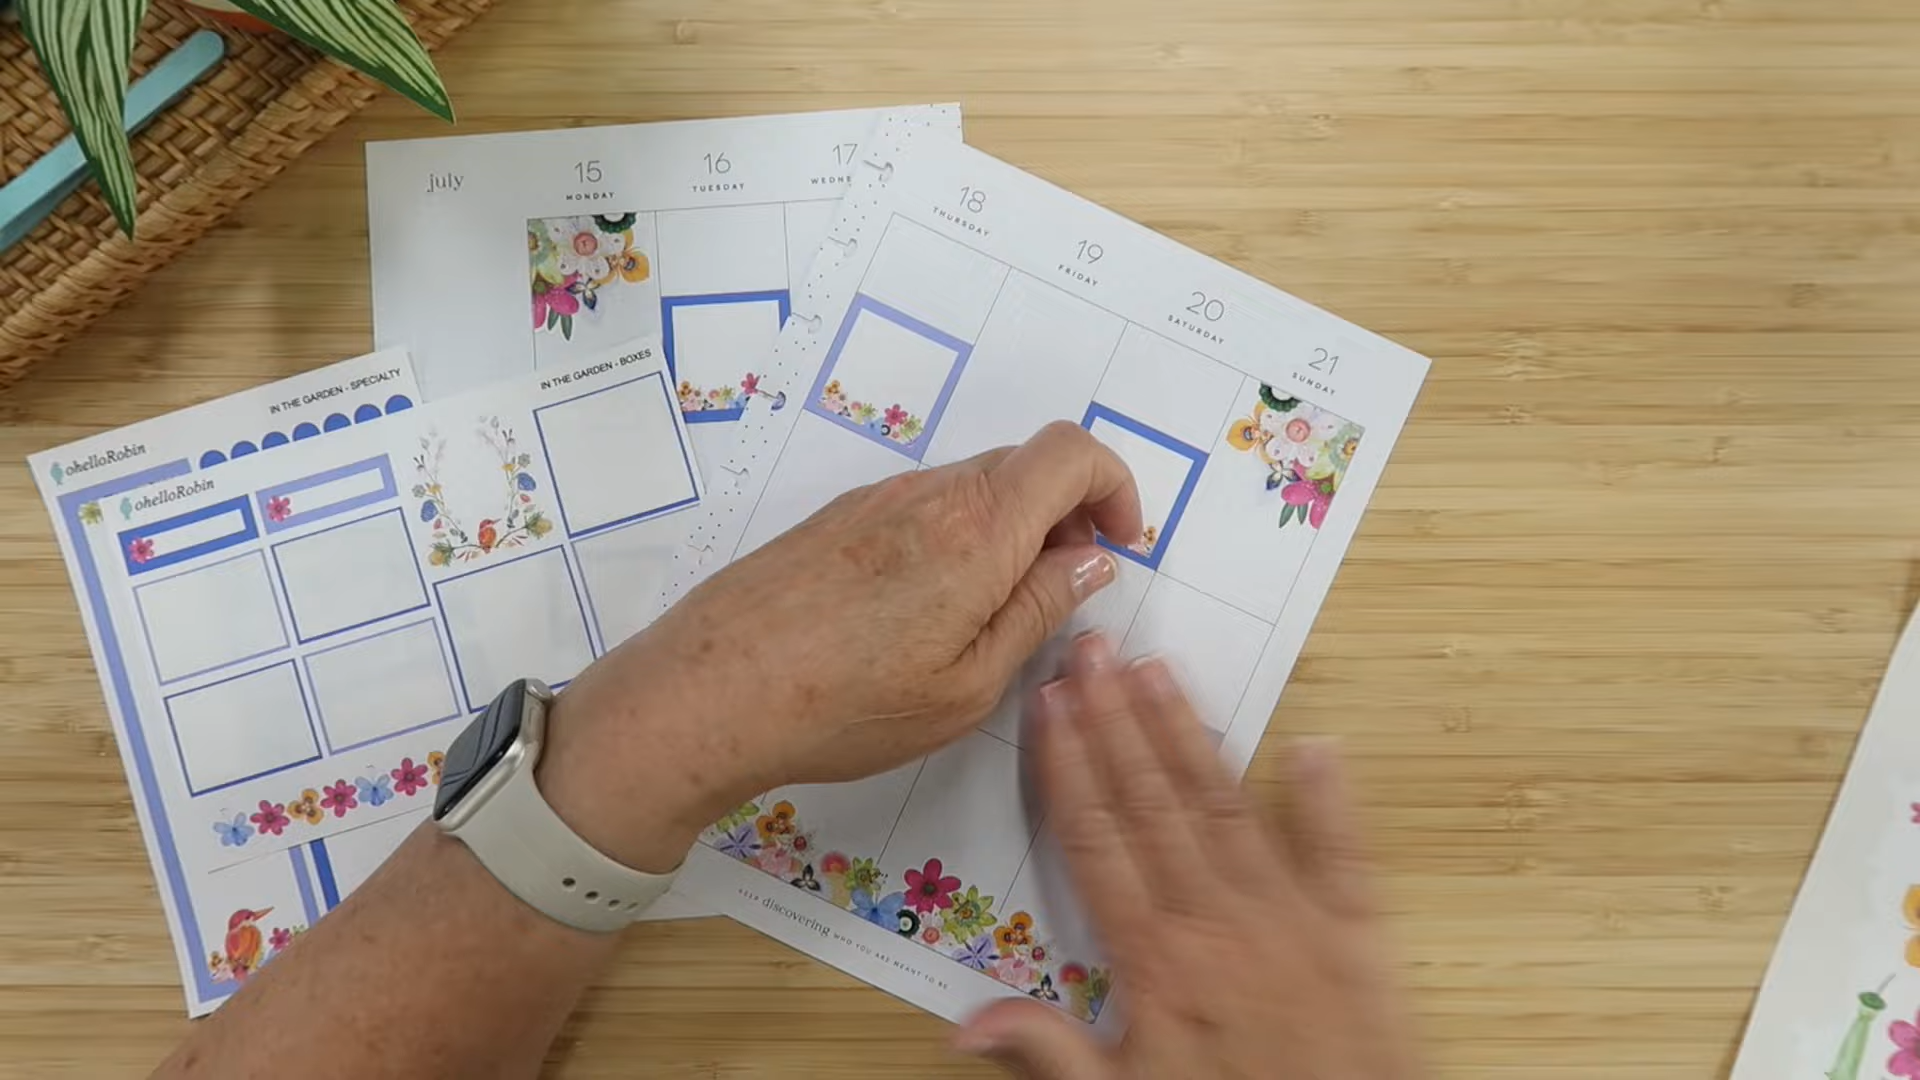 july
15
MONDAY
16
TUESDAY
17
18
THURSDAY
19
FRIDAY
20
SATURDAY
21
SUNDAY
IN THE GARDEN - SPECIALTY
ohelloRobin
IN THE GARDEN - BOXES
ohelloRobin
SELF discovering WHO YOU ARE MEANT TO BE